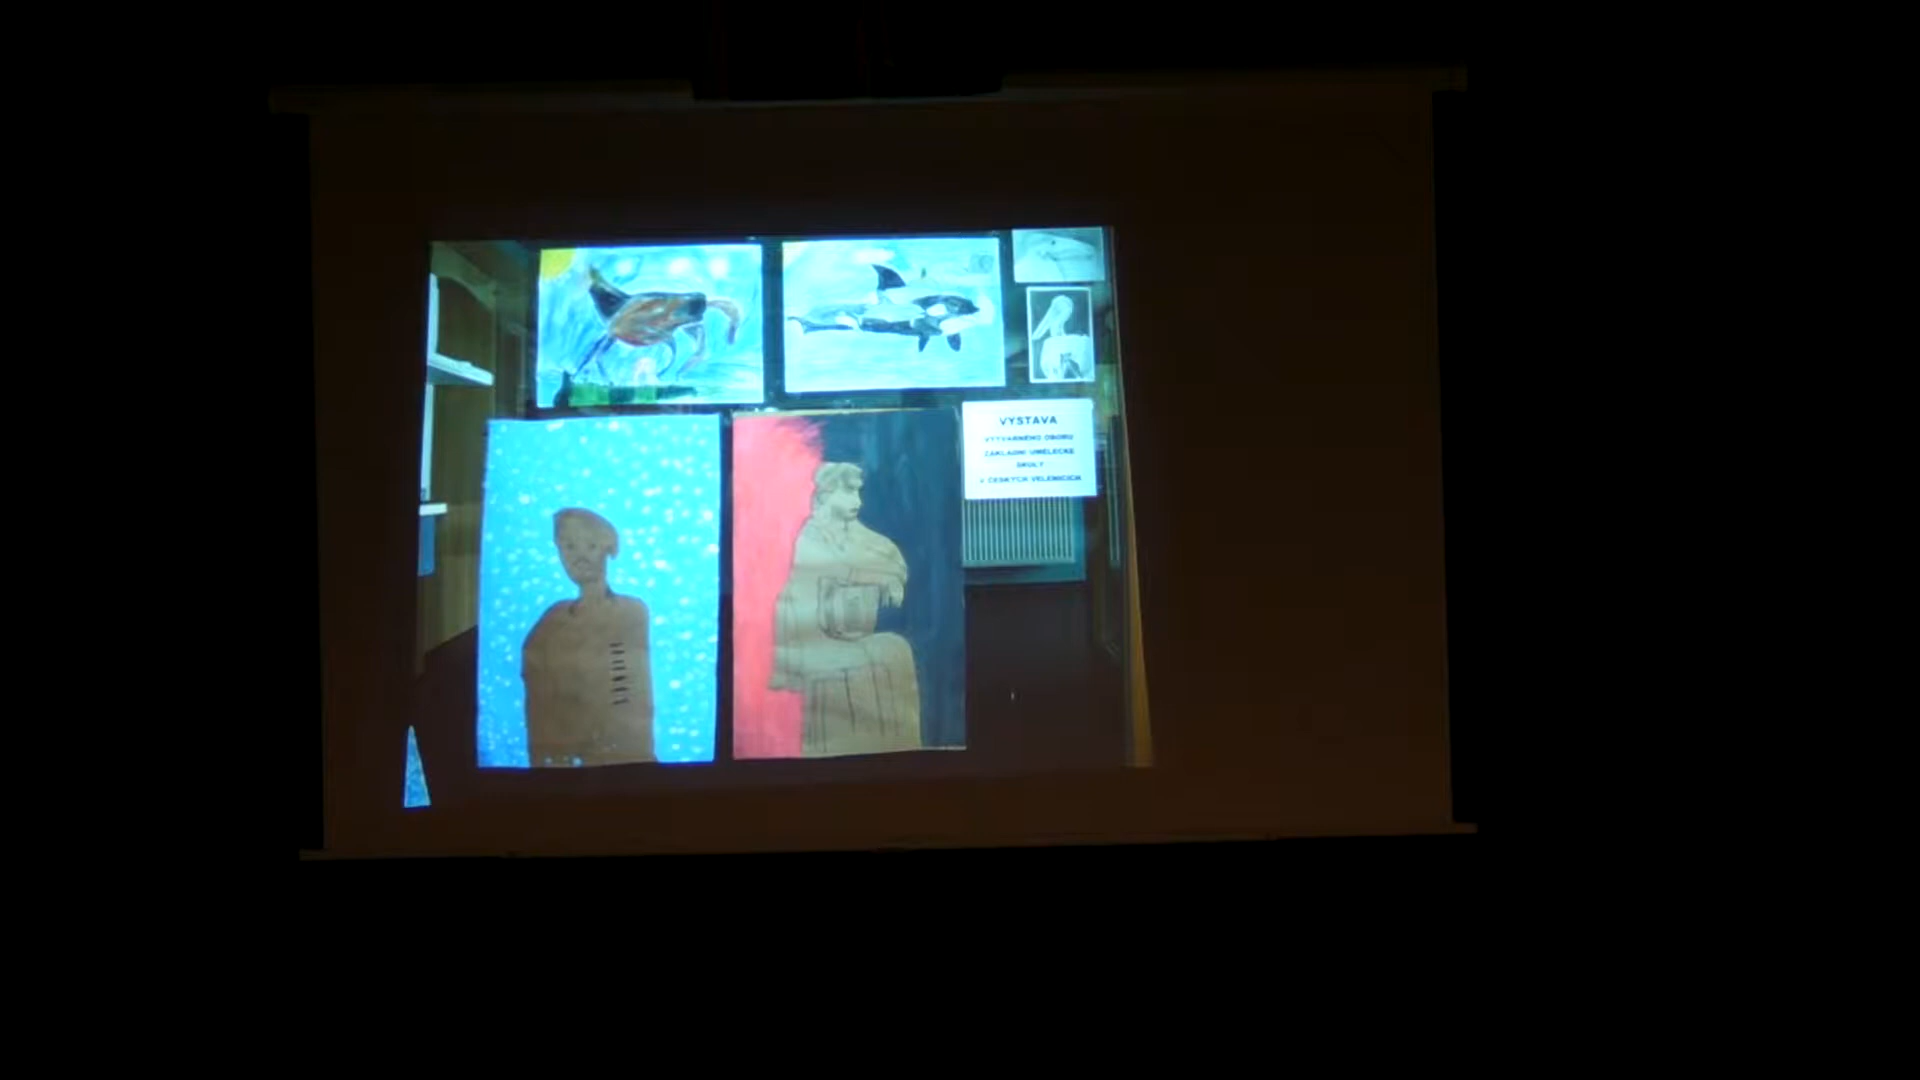 VÝSTAVA
VÝTVARNÉHO OBORU
ZÁKLADNÍ UMĚLECKÉ
ŠKOLY
V ČESKÝCH VELENICÍCH